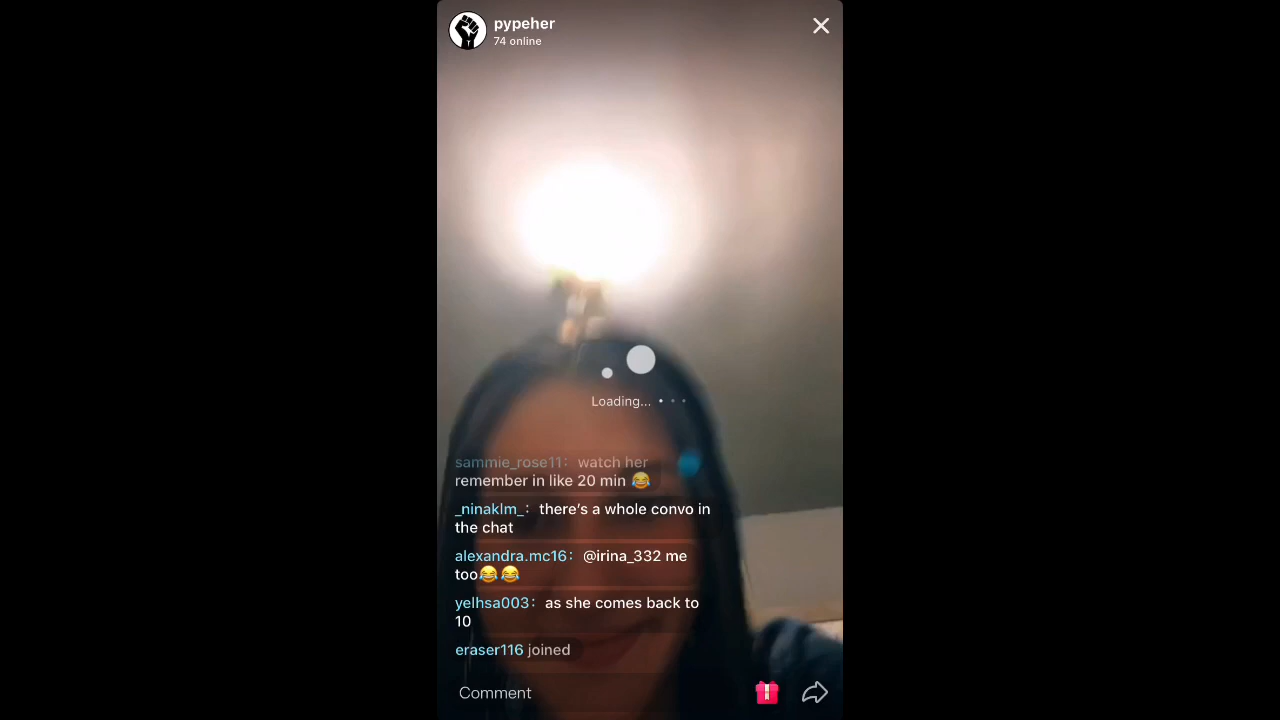 pypeher
74 online
Loading...
sammie_rose11: watch her
remember in like 20 min 😂
_ninaklm_: there's a whole convo in
the chat
alexandra.mc16: @irina_332 me
too😂😂
yelhsa003: as she comes back to
10
eraser116 joined
Comment